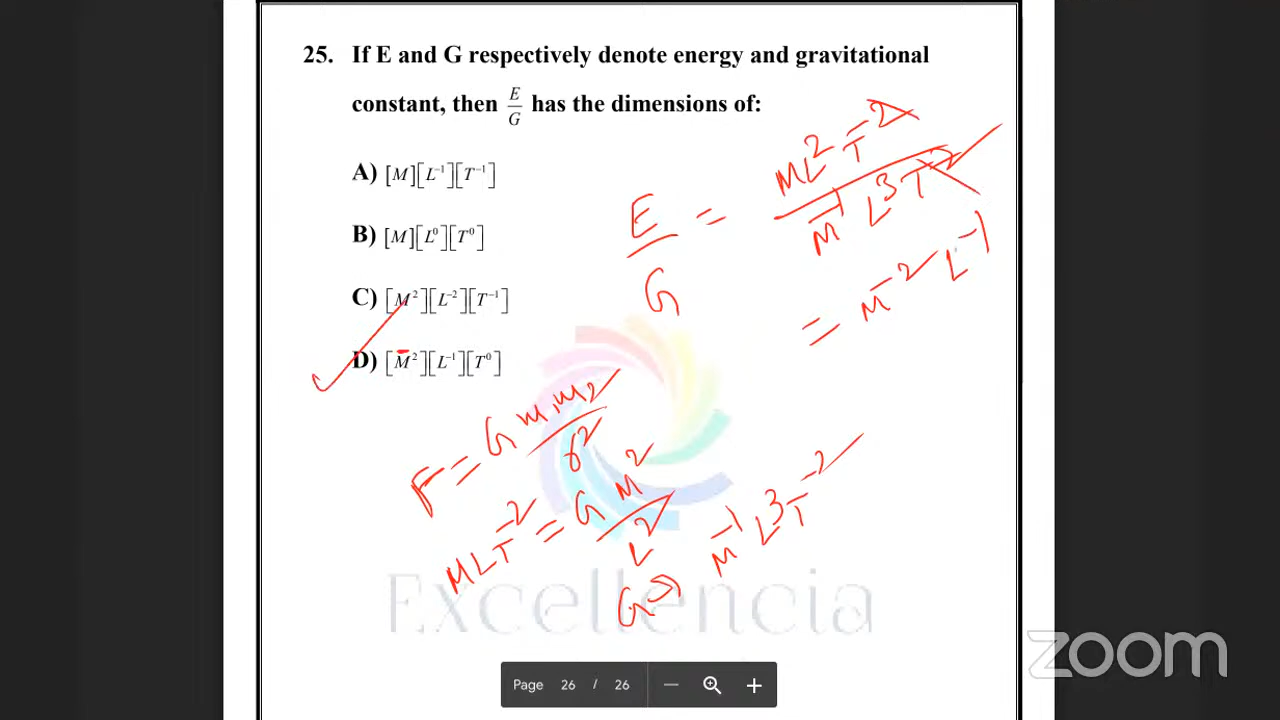 25. If E and G respectively denote energy and gravitational
constant, then E/G has the dimensions of:
A) [M][L⁻¹][T⁻¹]
B) [M][L⁰][T⁰]
C) [M²][L⁻²][T⁻¹]
D) [M²][L⁻¹][T⁰]
E/G = ML²T⁻²/M⁻¹L³T⁻²
= M⁻² L⁻¹
F = G m₁m₂/r²
MLT⁻² = G M²/L²
G ⇒ M⁻¹L³T⁻²
Excellencia
Page 26 / 26
zoom